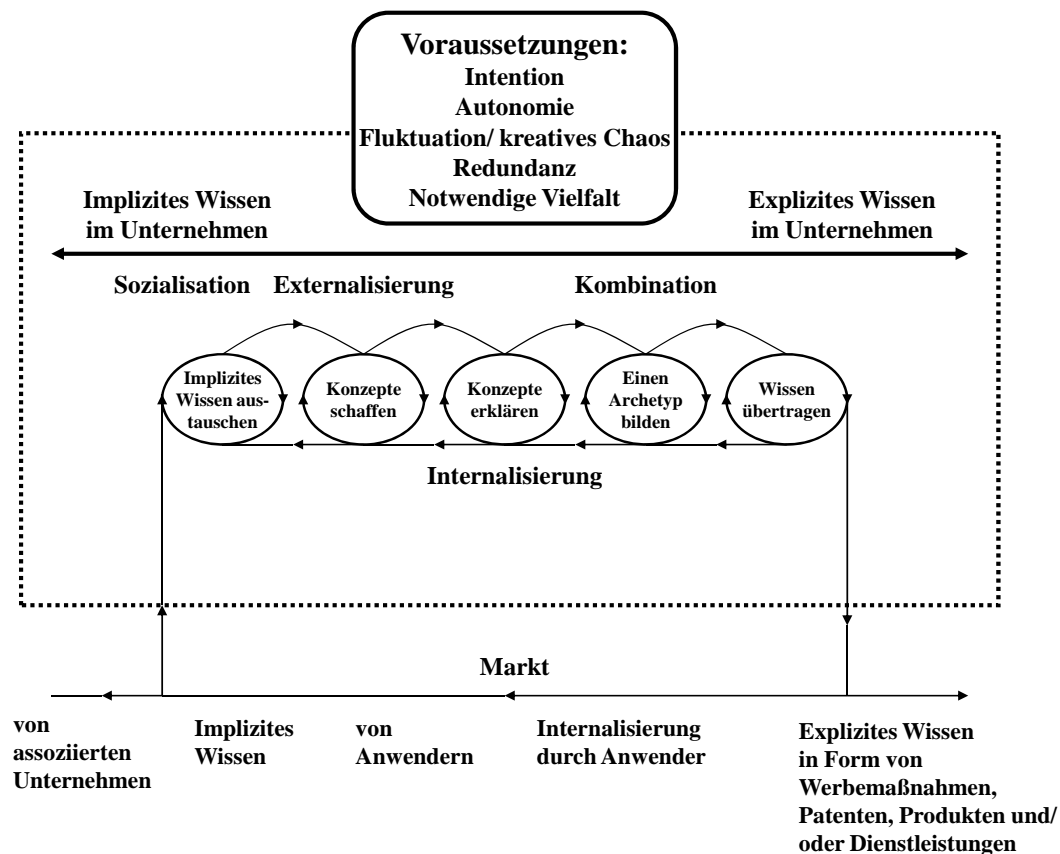 Voraussetzungen:
Intention
Autonomie
Fluktuation/ kreatives Chaos
Redundanz
Notwendige Vielfalt
Implizites Wissen
im Unternehmen
Explizites Wissen
im Unternehmen
Sozialisation
Externalisierung
Kombination
Implizites
Wissen aus-
tauschen
Konzepte
schaffen
Konzepte
erklären
Einen
Archetyp
bilden
Wissen
übertragen
Internalisierung
Markt
von
assoziierten
Unternehmen
Implizites
Wissen
von
Anwendern
Internalisierung
durch Anwender
Explizites Wissen
in Form von
Werbemaßnahmen,
Patenten, Produkten und/
oder Dienstleistungen